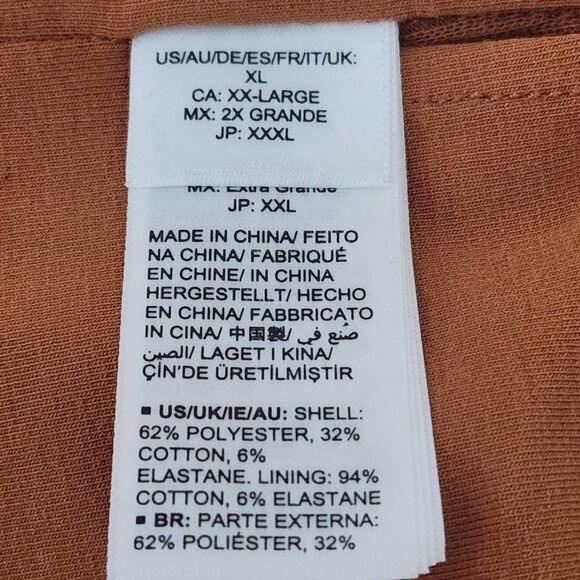 US/AU/DE/ES/FR/IT/UK:
XL
CA: XX-LARGE
MX: 2X GRANDE
JP: XXXL
MX: Extra Grande
JP: XXL
MADE IN CHINA/ FEITO
NA CHINA/ FABRIQUÉ
EN CHINE/ IN CHINA
HERGESTELLT/ HECHO
EN CHINA/ FABBRICATO
IN CINA/ 中国製/ صُنع في
الصين/ LAGET I KINA/
ÇİN'DE ÜRETİLMİŞTİR
▪ US/UK/IE/AU: SHELL:
62% POLYESTER, 32%
COTTON, 6%
ELASTANE. LINING: 94%
COTTON, 6% ELASTANE
▪ BR: PARTE EXTERNA:
62% POLIÉSTER, 32%